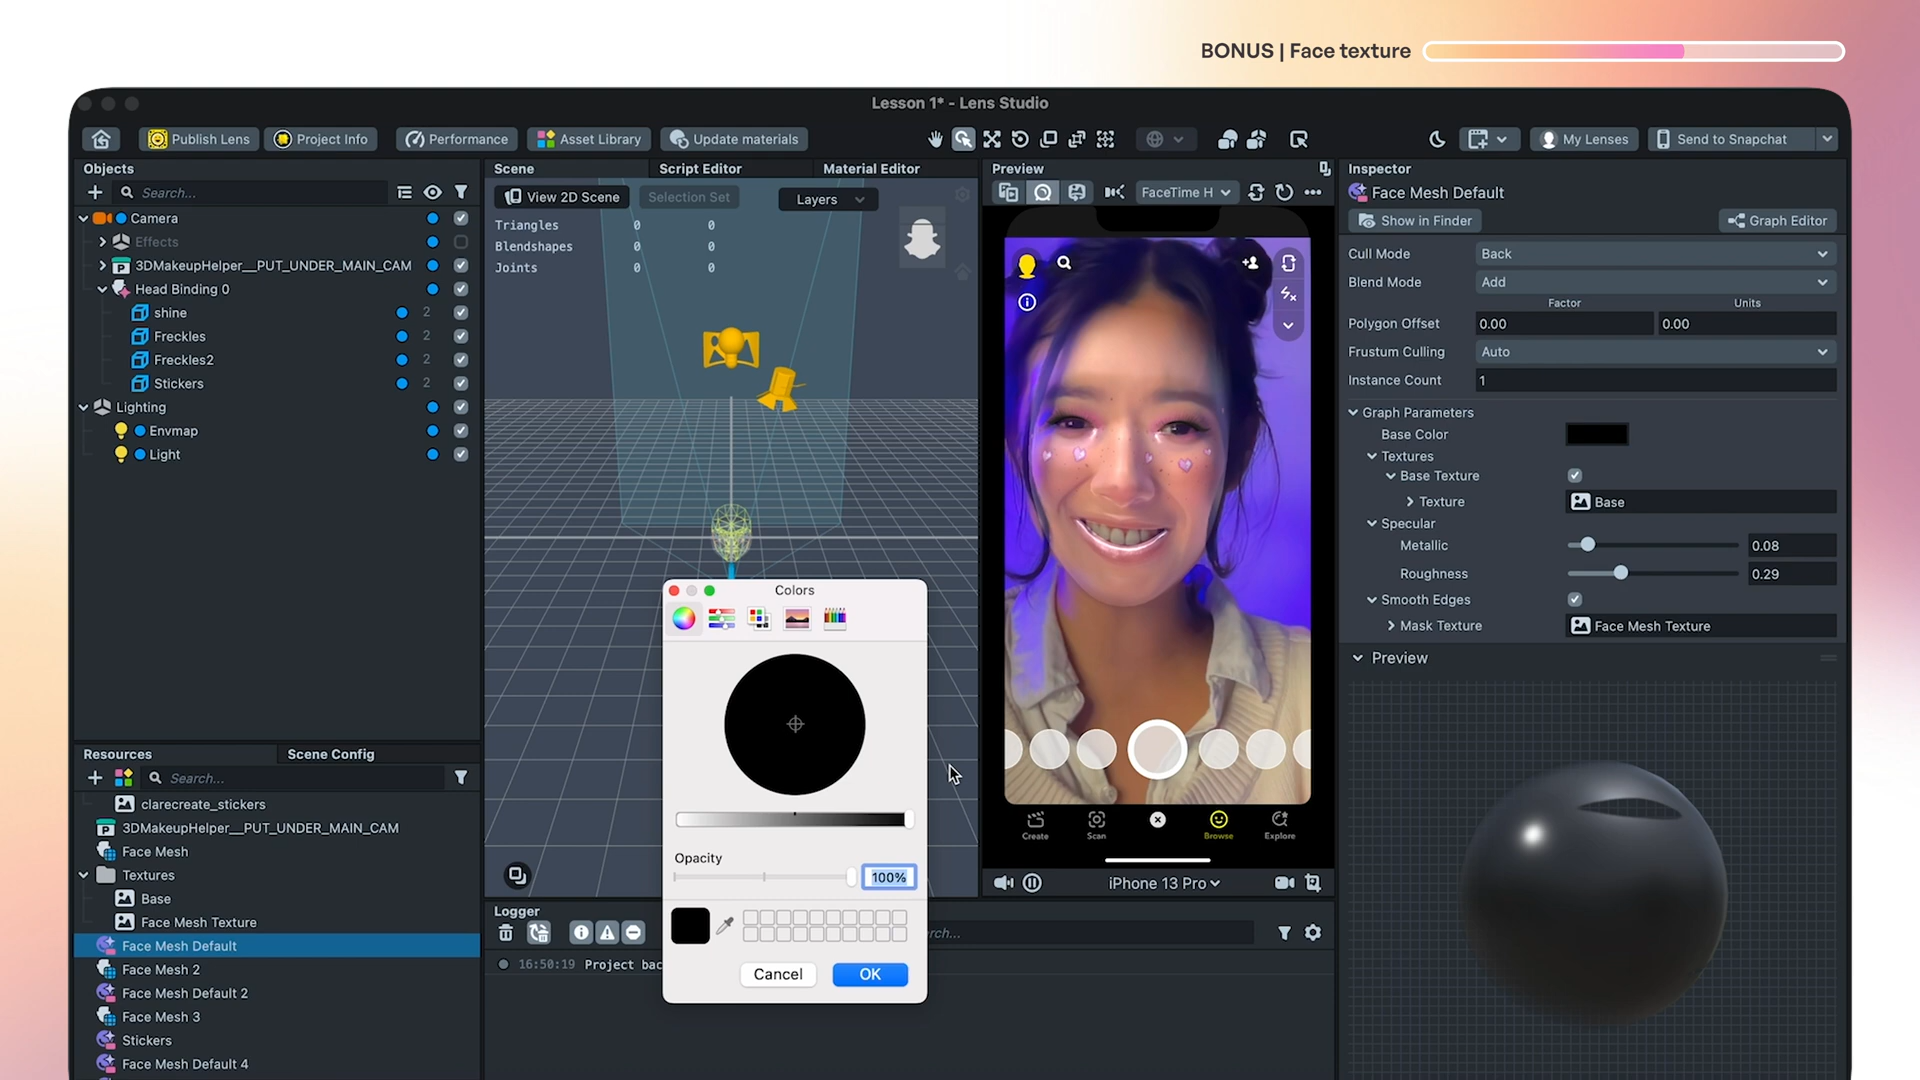 BONUS | Face texture
Lesson 1* - Lens Studio
Publish Lens
Project Info
Performance
Asset Library
Update materials
My Lenses
Send to Snapchat
Objects
Search...
Camera
Effects
3DMakeupHelper__PUT_UNDER_MAIN_CAM
Head Binding 0
shine 2
Freckles 2
Freckles2 2
Stickers 2
Lighting
Envmap
Light
Resources
Scene Config
Search...
clarecreate_stickers
3DMakeupHelper__PUT_UNDER_MAIN_CAM
Face Mesh
Textures
Base
Face Mesh Texture
Face Mesh Default
Face Mesh 2
Face Mesh Default 2
Face Mesh 3
Stickers
Face Mesh Default 4
Scene
Script Editor
Material Editor
View 2D Scene
Selection Set
Layers
Triangles 0 0
Blendshapes 0 0
Joints 0 0
Colors
Opacity
100%
Cancel
OK
Logger
rch...
16:50:19 Project bac
Preview
FaceTime H
Create
Scan
Browse
Explore
iPhone 13 Pro
Inspector
Face Mesh Default
Show in Finder
Graph Editor
Cull Mode Back
Blend Mode Add
Factor Units
Polygon Offset 0.00 0.00
Frustum Culling Auto
Instance Count 1
Graph Parameters
Base Color
Textures
Base Texture
Texture Base
Specular
Metallic 0.08
Roughness 0.29
Smooth Edges
Mask Texture Face Mesh Texture
Preview